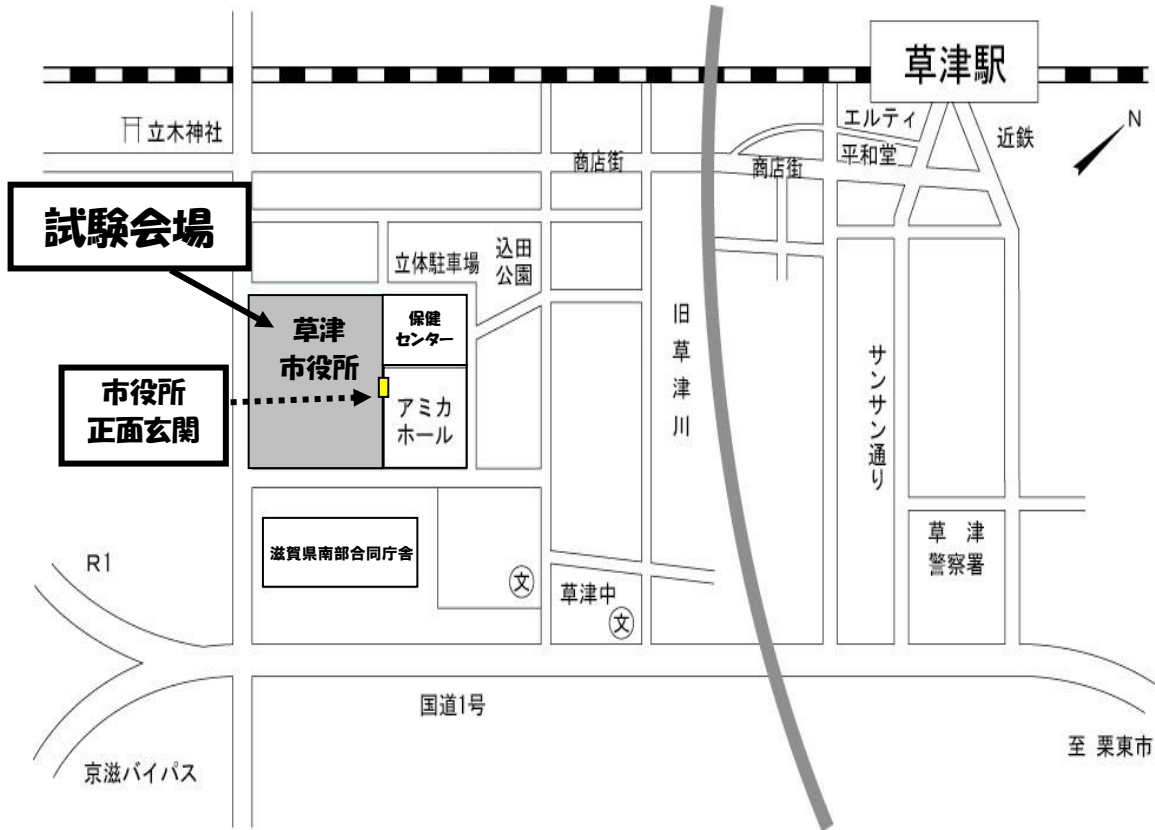 草津駅
エルティ
平和堂
近鉄
N
立木神社
商店街
商店街
試験会場
立体駐車場
込田
公園
草津
市役所
保健
センター
市役所
正面玄関
アミカ
ホール
旧草津川
サンサン通り
滋賀県南部合同庁舎
草津
警察署
R1
文
草津中
文
国道1号
至 栗東市
京滋バイパス